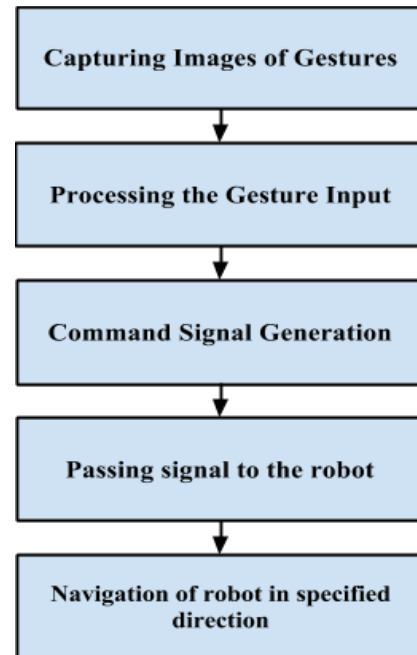 Capturing Images of Gestures
Processing the Gesture Input
Command Signal Generation
Passing signal to the robot
Navigation of robot in specified
direction